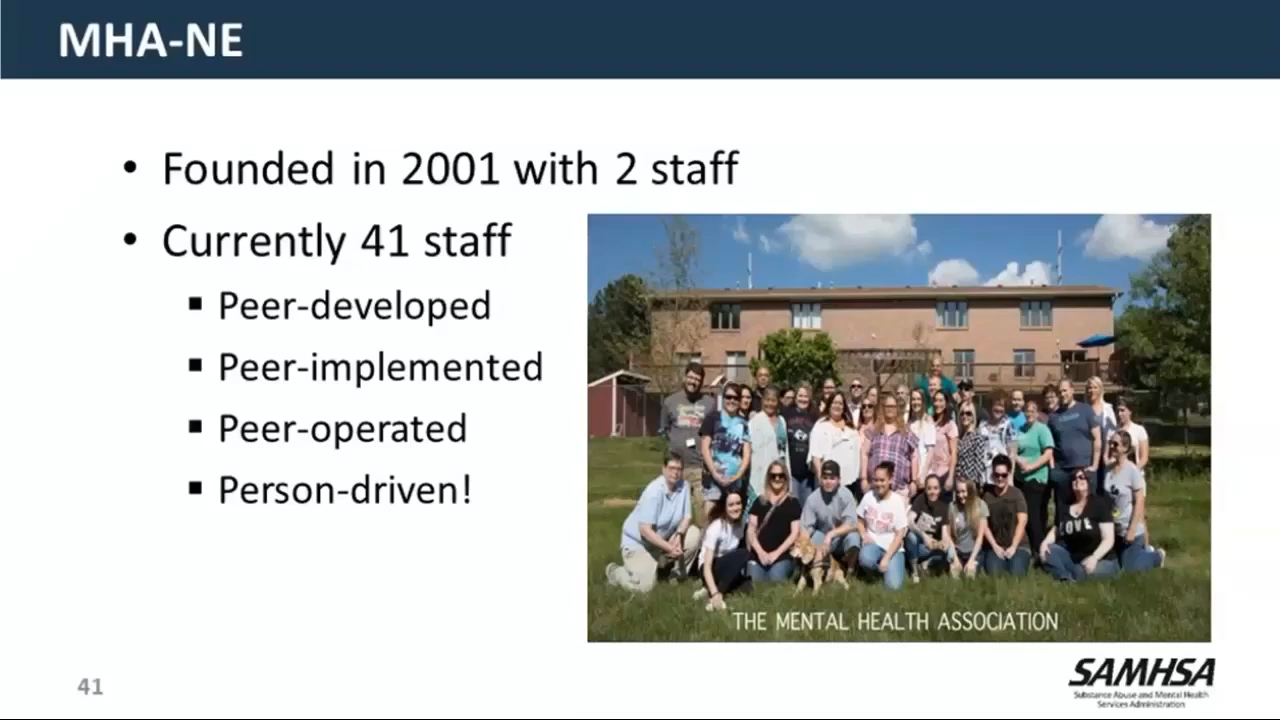 MHA-NE
• Founded in 2001 with 2 staff
• Currently 41 staff
▪ Peer-developed
▪ Peer-implemented
▪ Peer-operated
▪ Person-driven!
LOVE
THE MENTAL HEALTH ASSOCIATION
41
SAMHSA
Substance Abuse and Mental Health
Services Administration